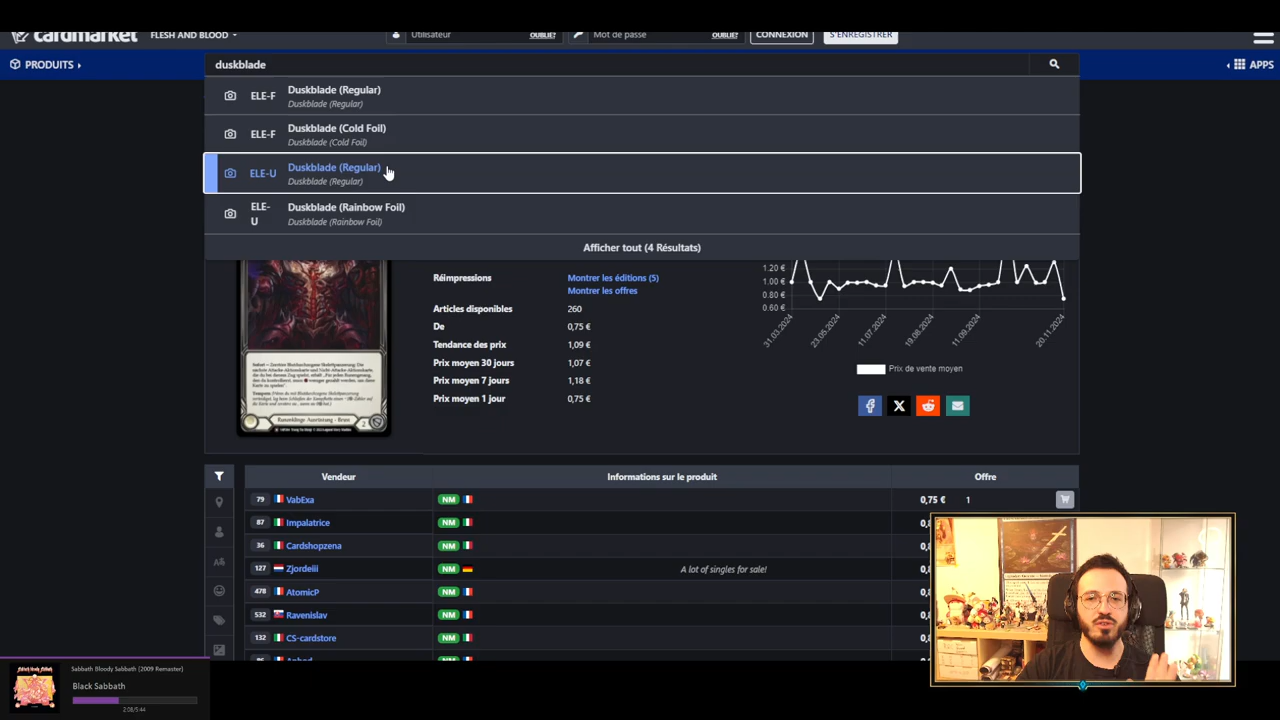 cardmarket FLESH AND BLOOD Utilisateur OUBLIÉ? Mot de passe OUBLIÉ? CONNEXION S'ENREGISTRER
PRODUITS duskblade APPS
ELE-F Duskblade (Regular)
Duskblade (Regular)
ELE-F Duskblade (Cold Foil)
Duskblade (Cold Foil)
ELE-U Duskblade (Regular)
Duskblade (Regular)
ELE-U Duskblade (Rainbow Foil)
Duskblade (Rainbow Foil)
Afficher tout (4 Résultats)
Réimpressions Montrer les éditions (5)
Montrer les offres
Articles disponibles 260
De 0,75 €
Tendance des prix 1,09 €
Prix moyen 30 jours 1,07 €
Prix moyen 7 jours 1,18 €
Prix moyen 1 jour 0,75 €
1.20 €
1.00 €
0.80 €
0.60 €
31.03.2024 23.05.2024 11.07.2024 19.08.2024 11.09.2024 20.11.2024
Prix de vente moyen
Vendeur Informations sur le produit Offre
79 VabExa NM 0,75 € 1
87 Impalatrice NM
36 Cardshopzena NM
127 Zjordeiii NM A lot of singles for sale!
478 AtomicP NM
532 Ravenislav NM
132 CS-cardstore NM
Sabbath Bloody Sabbath (2009 Remaster)
Black Sabbath
2:08/5:44